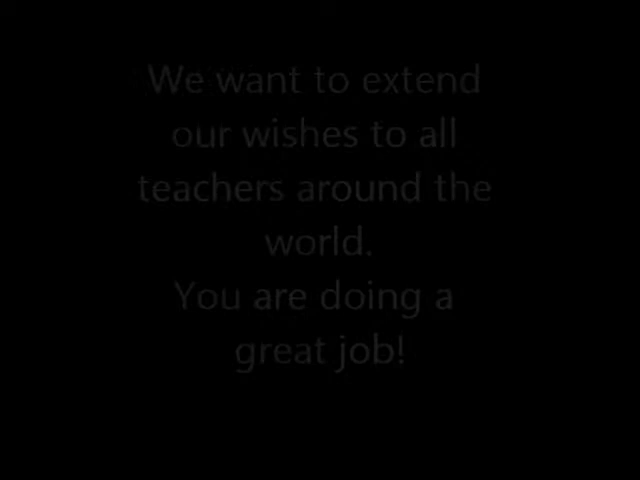 We want to extend
our wishes to all
teachers around the
world.
You are doing a
great job!